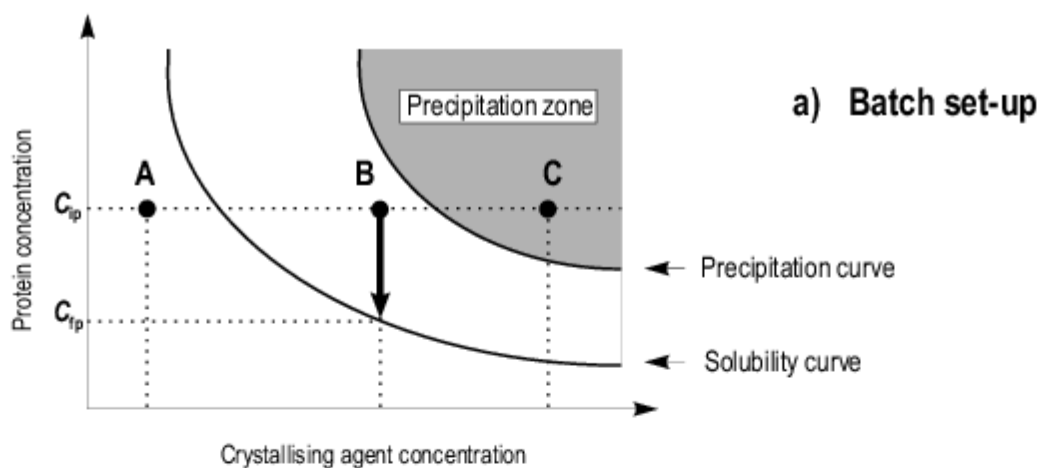 a) Batch set-up
Precipitation zone
Protein concentration
A
B
C
Cip
Precipitation curve
Cfp
Solubility curve
Crystallising agent concentration